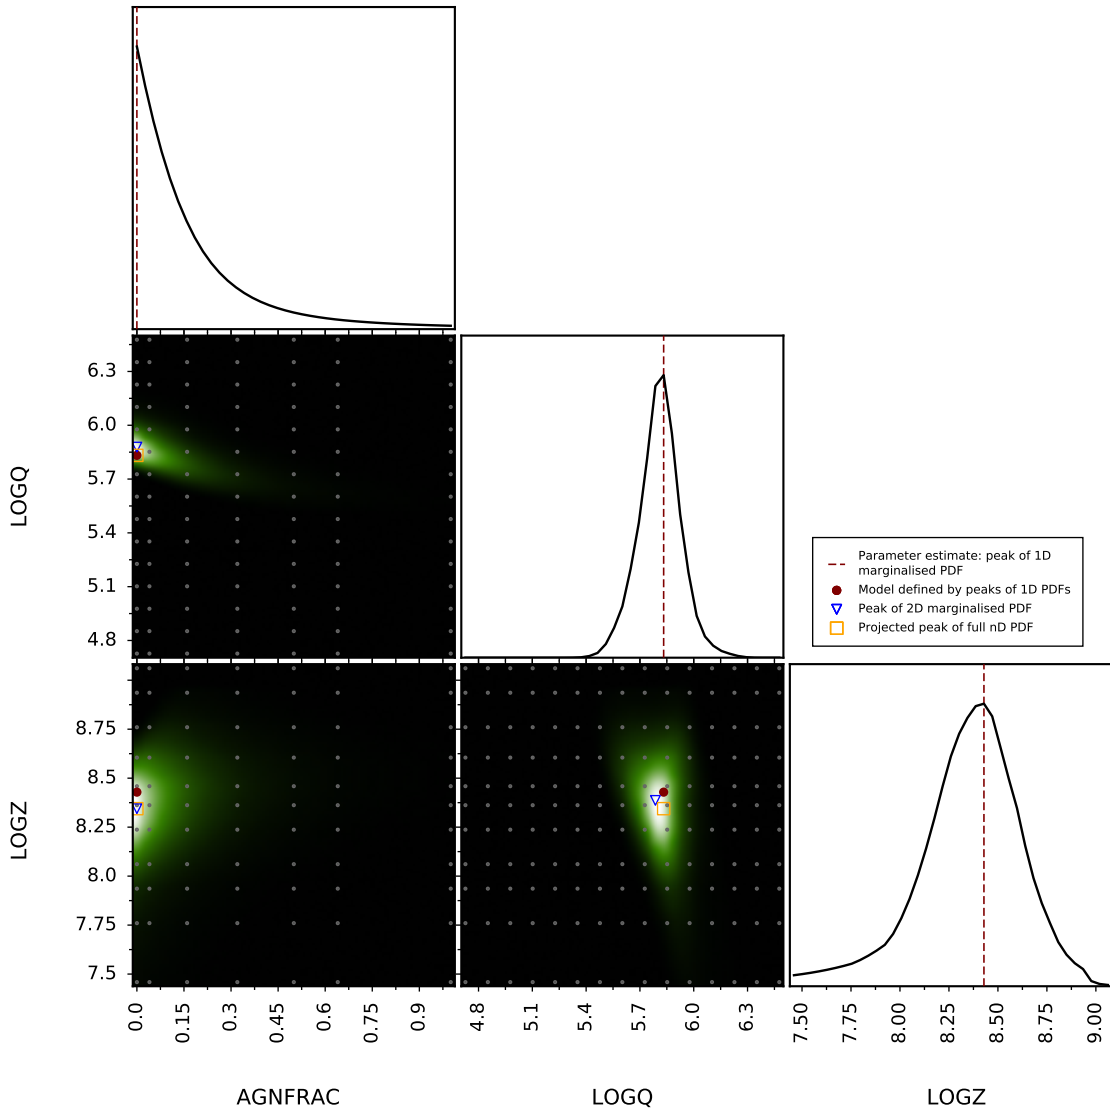 6.3
6.0
5.7
5.4
5.1
4.8
LOGQ
Parameter estimate: peak of 1D
marginalised PDF
Model defined by peaks of 1D PDFs
Peak of 2D marginalised PDF
Projected peak of full nD PDF
8.75
8.5
8.25
8.0
7.75
7.5
LOGZ
0.0 0.15 0.3 0.45 0.6 0.75 0.9
4.8 5.1 5.4 5.7 6.0 6.3
7.50 7.75 8.00 8.25 8.50 8.75 9.00
AGNFRAC
LOGQ
LOGZ